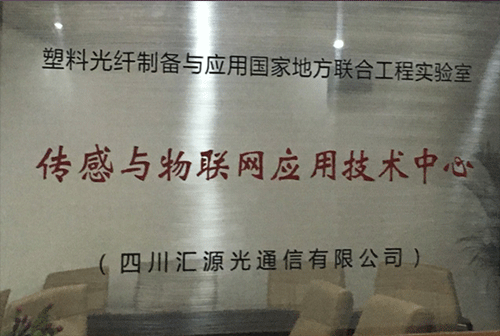 塑料光纤制备与应用国家地方联合工程实验室
传感与物联网应用技术中心
（四川汇源光通信有限公司）